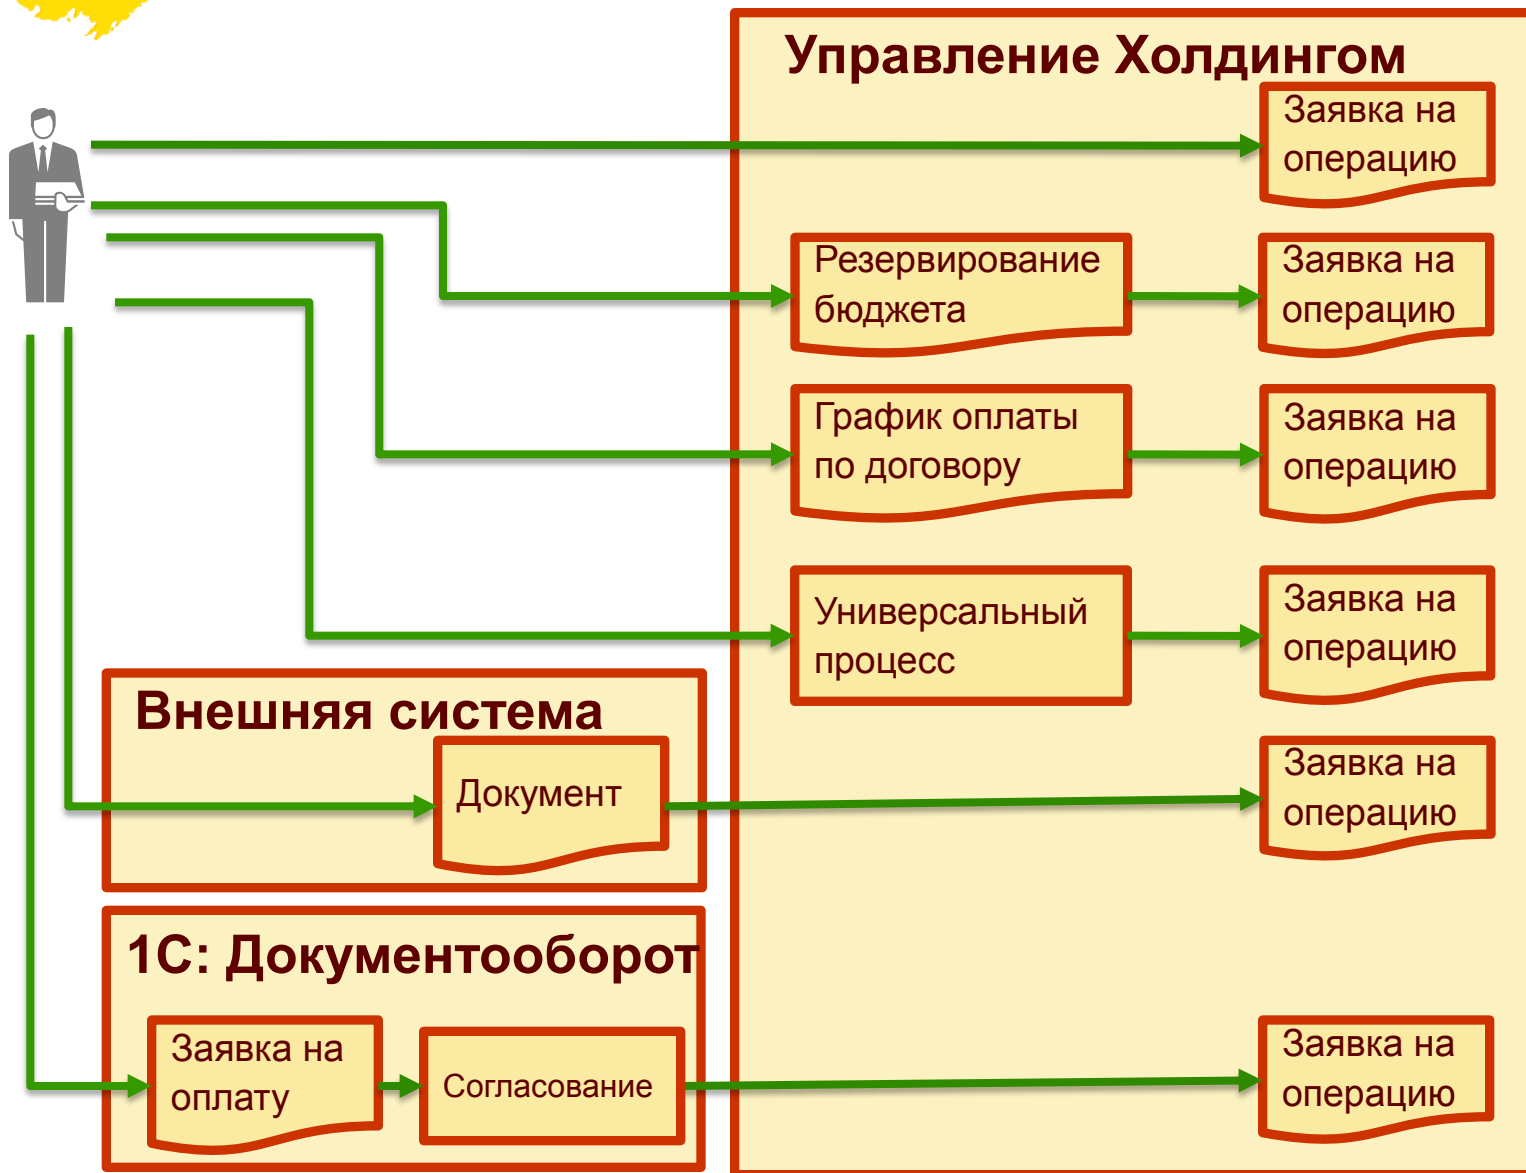 Управление Холдингом
Заявка на
операцию
Резервирование
бюджета
Заявка на
операцию
График оплаты
по договору
Заявка на
операцию
Универсальный
процесс
Заявка на
операцию
Внешняя система
Документ
Заявка на
операцию
1С: Документооборот
Заявка на
оплату
Согласование
Заявка на
операцию